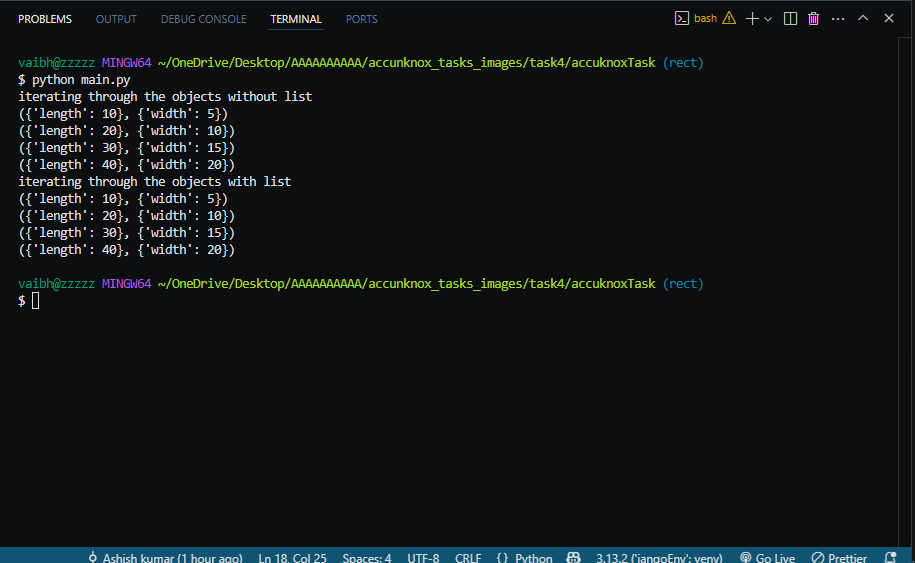 PROBLEMS OUTPUT DEBUG CONSOLE TERMINAL PORTS bash
vaibh@zzzzz MINGW64 ~/OneDrive/Desktop/AAAAAAAAAA/accunknox_tasks_images/task4/accuknoxTask (rect)
$ python main.py
iterating through the objects without list
({'length': 10}, {'width': 5})
({'length': 20}, {'width': 10})
({'length': 30}, {'width': 15})
({'length': 40}, {'width': 20})
iterating through the objects with list
({'length': 10}, {'width': 5})
({'length': 20}, {'width': 10})
({'length': 30}, {'width': 15})
({'length': 40}, {'width': 20})
vaibh@zzzzz MINGW64 ~/OneDrive/Desktop/AAAAAAAAAA/accunknox_tasks_images/task4/accuknoxTask (rect)
$
Ashish kumar (1 hour ago) Ln 18, Col 25 Spaces: 4 UTF-8 CRLF {} Python 3.13.2 ('jangoEnv': venv) Go Live Prettier